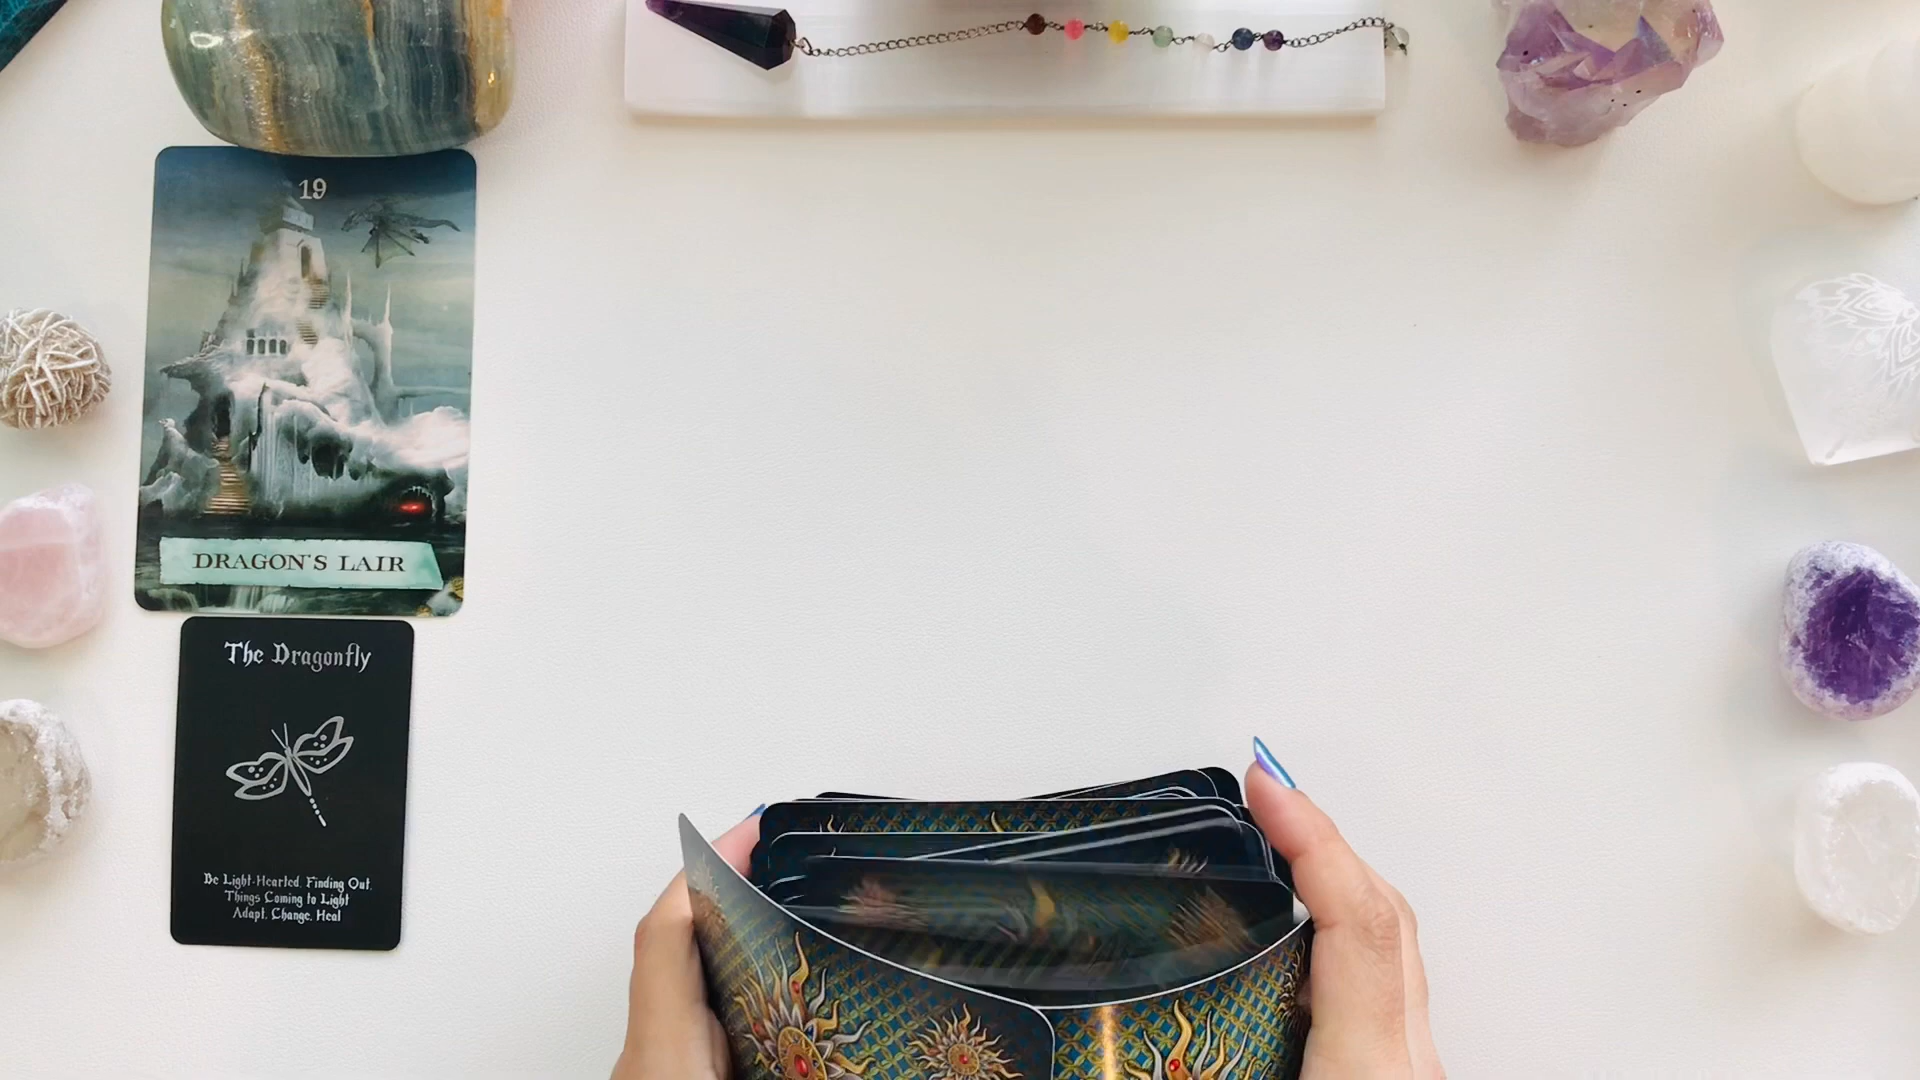 19
DRAGON'S LAIR
The Dragonfly
Be Light-Hearted, Finding Out,
Things Coming to Light
Adapt, Change, Heal